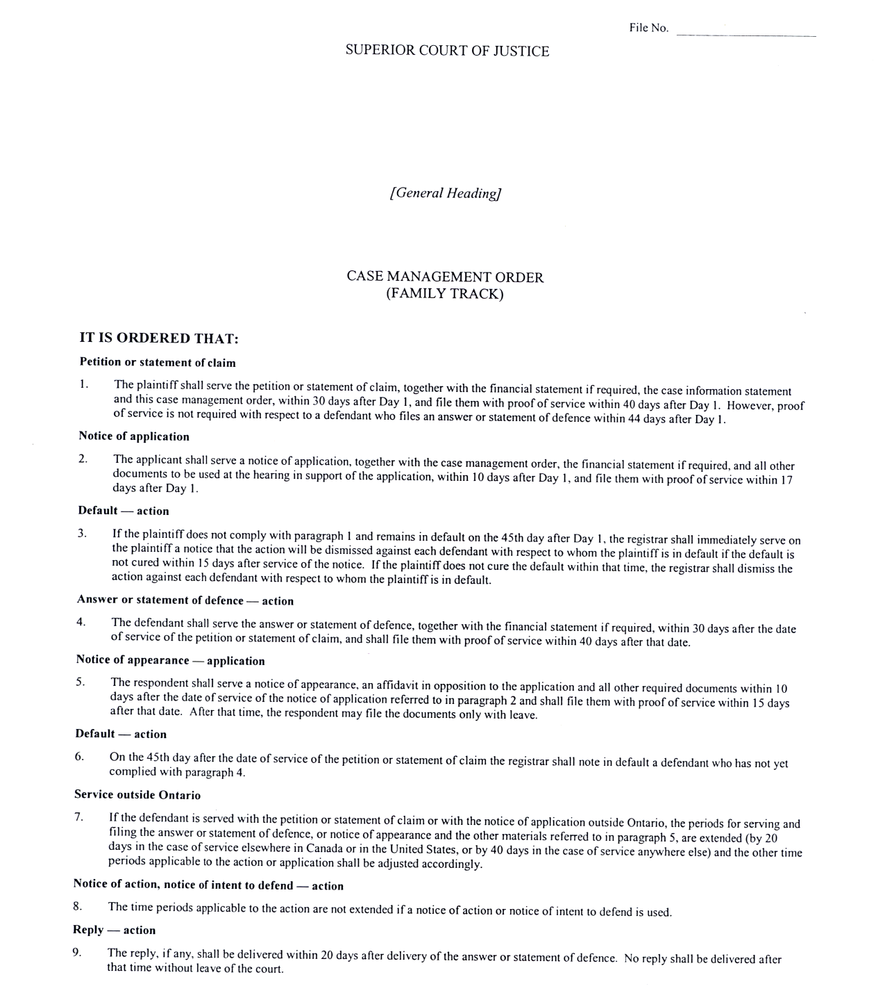 File No.
SUPERIOR COURT OF JUSTICE
[General Heading]
CASE MANAGEMENT ORDER
(FAMILY TRACK)
IT IS ORDERED THAT:
Petition or statement of claim
1. The plaintiff shall serve the petition or statement of claim, together with the financial statement if required, the case information statement
and this case management order, within 30 days after Day 1, and file them with proof of service within 40 days after Day 1. However, proof
of service is not required with respect to a defendant who files an answer or statement of defence within 44 days after Day 1.
Notice of application
2. The applicant shall serve a notice of application, together with the case management order, the financial statement if required, and all other
documents to be used at the hearing in support of the application, within 10 days after Day 1, and file them with proof of service within 17
days after Day 1.
Default — action
3. If the plaintiff does not comply with paragraph 1 and remains in default on the 45th day after Day 1, the registrar shall immediately serve on
the plaintiff a notice that the action will be dismissed against each defendant with respect to whom the plaintiff is in default if the default is
not cured within 15 days after service of the notice. If the plaintiff does not cure the default within that time, the registrar shall dismiss the
action against each defendant with respect to whom the plaintiff is in default.
Answer or statement of defence — action
4. The defendant shall serve the answer or statement of defence, together with the financial statement if required, within 30 days after the date
of service of the petition or statement of claim, and shall file them with proof of service within 40 days after that date.
Notice of appearance — application
5. The respondent shall serve a notice of appearance, an affidavit in opposition to the application and all other required documents within 10
days after the date of service of the notice of application referred to in paragraph 2 and shall file them with proof of service within 15 days
after that date. After that time, the respondent may file the documents only with leave.
Default — action
6. On the 45th day after the date of service of the petition or statement of claim the registrar shall note in default a defendant who has not yet
complied with paragraph 4.
Service outside Ontario
7. If the defendant is served with the petition or statement of claim or with the notice of application outside Ontario, the periods for serving and
filing the answer or statement of defence, or notice of appearance and the other materials referred to in paragraph 5, are extended (by 20
days in the case of service elsewhere in Canada or in the United States, or by 40 days in the case of service anywhere else) and the other time
periods applicable to the action or application shall be adjusted accordingly.
Notice of action, notice of intent to defend — action
8. The time periods applicable to the action are not extended if a notice of action or notice of intent to defend is used.
Reply — action
9. The reply, if any, shall be delivered within 20 days after delivery of the answer or statement of defence. No reply shall be delivered after
that time without leave of the court.